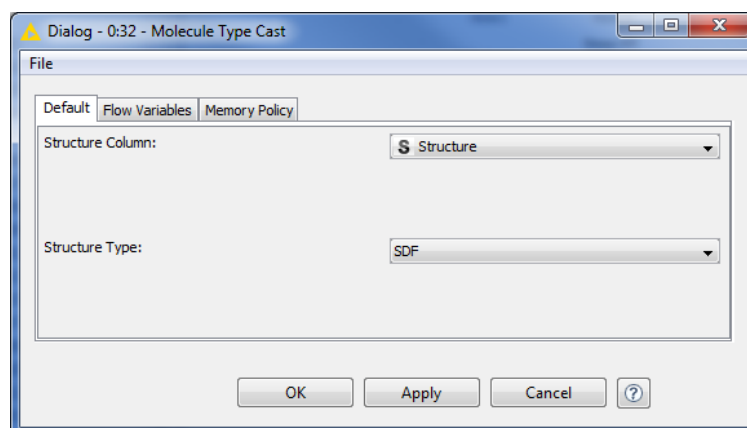 Dialog - 0:32 - Molecule Type Cast
File
Default Flow Variables Memory Policy
Structure Column: S Structure
Structure Type: SDF
OK Apply Cancel ?